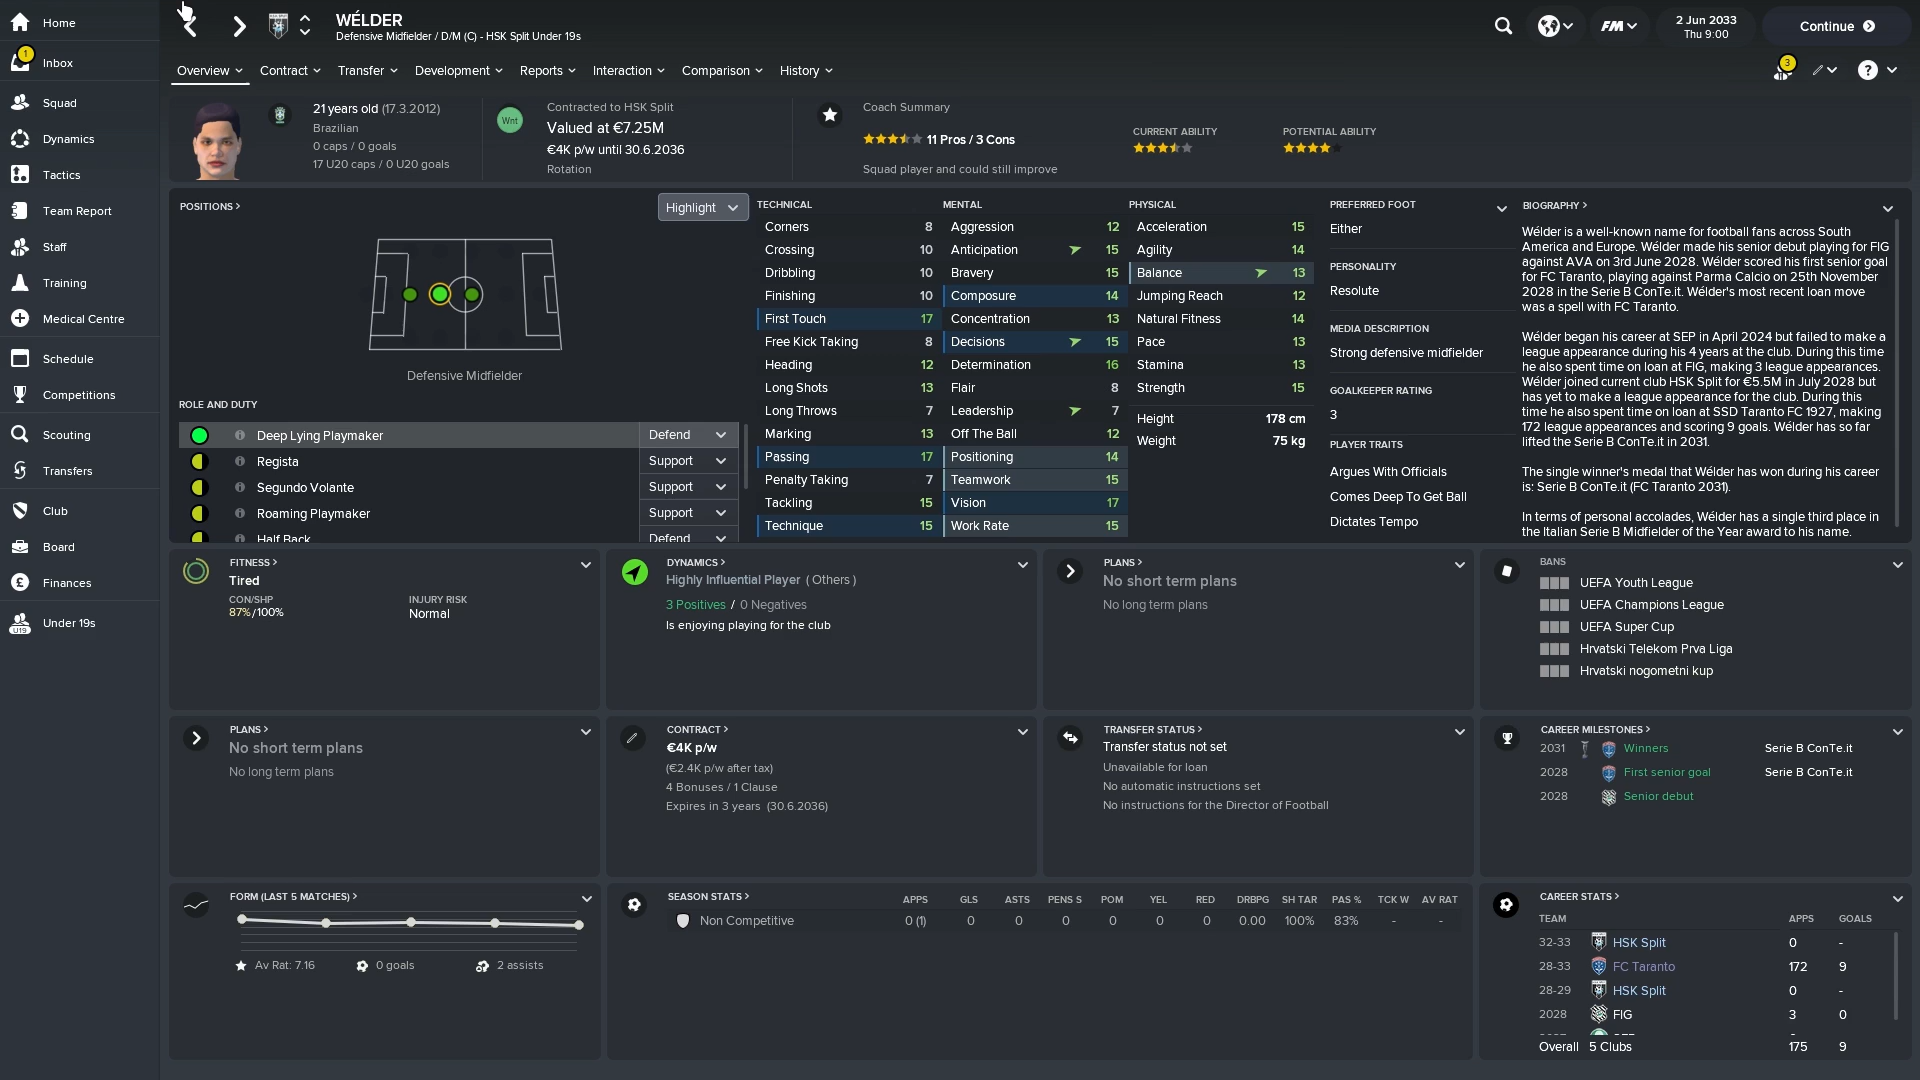 Home
Inbox
1
Squad
Dynamics
Tactics
Team Report
Staff
Training
Medical Centre
Schedule
Competitions
Scouting
Transfers
Club
Board
Finances
Under 19s
U19
WÉLDER
Defensive Midfielder / D/M (C) - HSK Split Under 19s
FM
2 Jun 2033
Thu 9:00
Continue
Overview
Contract
Transfer
Development
Reports
Interaction
Comparison
History
3
?
21 years old (17.3.2012)
Brazilian
0 caps / 0 goals
17 U20 caps / 0 U20 goals
Wnt
Contracted to HSK Split
Valued at €7.25M
€4K p/w until 30.6.2036
Rotation
Coach Summary
11 Pros / 3 Cons
Squad player and could still improve
CURRENT ABILITY
POTENTIAL ABILITY
POSITIONS >
Highlight
Defensive Midfielder
ROLE AND DUTY
Deep Lying Playmaker Defend
Regista Support
Segundo Volante Support
Roaming Playmaker Support
Half Back Defend
TECHNICAL
Corners 8
Crossing 10
Dribbling 10
Finishing 10
First Touch 17
Free Kick Taking 8
Heading 12
Long Shots 13
Long Throws 7
Marking 13
Passing 17
Penalty Taking 7
Tackling 15
Technique 15
MENTAL
Aggression 12
Anticipation 15
Bravery 15
Composure 14
Concentration 13
Decisions 15
Determination 16
Flair 8
Leadership 7
Off The Ball 12
Positioning 14
Teamwork 15
Vision 17
Work Rate 15
PHYSICAL
Acceleration 15
Agility 14
Balance 13
Jumping Reach 12
Natural Fitness 14
Pace 13
Stamina 13
Strength 15
Height 178 cm
Weight 75 kg
PREFERRED FOOT
Either
PERSONALITY
Resolute
MEDIA DESCRIPTION
Strong defensive midfielder
GOALKEEPER RATING
3
PLAYER TRAITS
Argues With Officials
Comes Deep To Get Ball
Dictates Tempo
BIOGRAPHY >
Wélder is a well-known name for football fans across South
America and Europe. Wélder made his senior debut playing for FIG
against AVA on 3rd June 2028. Wélder scored his first senior goal
for FC Taranto, playing against Parma Calcio on 25th November
2028 in the Serie B ConTe.it. Wélder's most recent loan move
was a spell with FC Taranto.
Wélder began his career at SEP in April 2024 but failed to make a
league appearance during his 4 years at the club. During this time
he also spent time on loan at FIG, making 3 league appearances.
Wélder joined current club HSK Split for €5.5M in July 2028 but
has yet to make a league appearance for the club. During this
time he also spent time on loan at SSD Taranto FC 1927, making
172 league appearances and scoring 9 goals. Wélder has so far
lifted the Serie B ConTe.it in 2031.
The single winner's medal that Wélder has won during his career
is: Serie B ConTe.it (FC Taranto 2031).
In terms of personal accolades, Wélder has a single third place in
the Italian Serie B Midfielder of the Year award to his name.
FITNESS >
Tired
CON/SHP
87%/100%
INJURY RISK
Normal
DYNAMICS >
Highly Influential Player ( Others )
3 Positives / 0 Negatives
Is enjoying playing for the club
PLANS >
No short term plans
No long term plans
BANS
UEFA Youth League
UEFA Champions League
UEFA Super Cup
Hrvatski Telekom Prva Liga
Hrvatski nogometni kup
PLANS >
No short term plans
No long term plans
CONTRACT >
€4K p/w
(€2.4K p/w after tax)
4 Bonuses / 1 Clause
Expires in 3 years (30.6.2036)
TRANSFER STATUS >
Transfer status not set
Unavailable for loan
No automatic instructions set
No instructions for the Director of Football
CAREER MILESTONES >
2031 Winners Serie B ConTe.it
2028 First senior goal Serie B ConTe.it
2028 Senior debut
FORM (LAST 5 MATCHES) >
Av Rat: 7.16 0 goals 2 assists
SEASON STATS > APPS GLS ASTS PENS S POM YEL RED DRBPG SH TAR PAS % TCK W AV RAT
Non Competitive 0 (1) 0 0 0 0 0 0 0.00 100% 83% - -
CAREER STATS >
TEAM APPS GOALS
32-33 HSK Split 0 -
28-33 FC Taranto 172 9
28-29 HSK Split 0 -
2028 FIG 3 0
Overall 5 Clubs 175 9